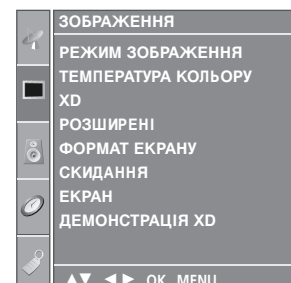 ЗОБРАЖЕННЯ
РЕЖИМ ЗОБРАЖЕННЯ
ТЕМПЕРАТУРА КОЛЬОРУ
XD
РОЗШИРЕНІ
ФОРМАТ ЕКРАНУ
СКИДАННЯ
ЕКРАН
ДЕМОНСТРАЦІЯ XD
▲▼ ◄► OK MENU